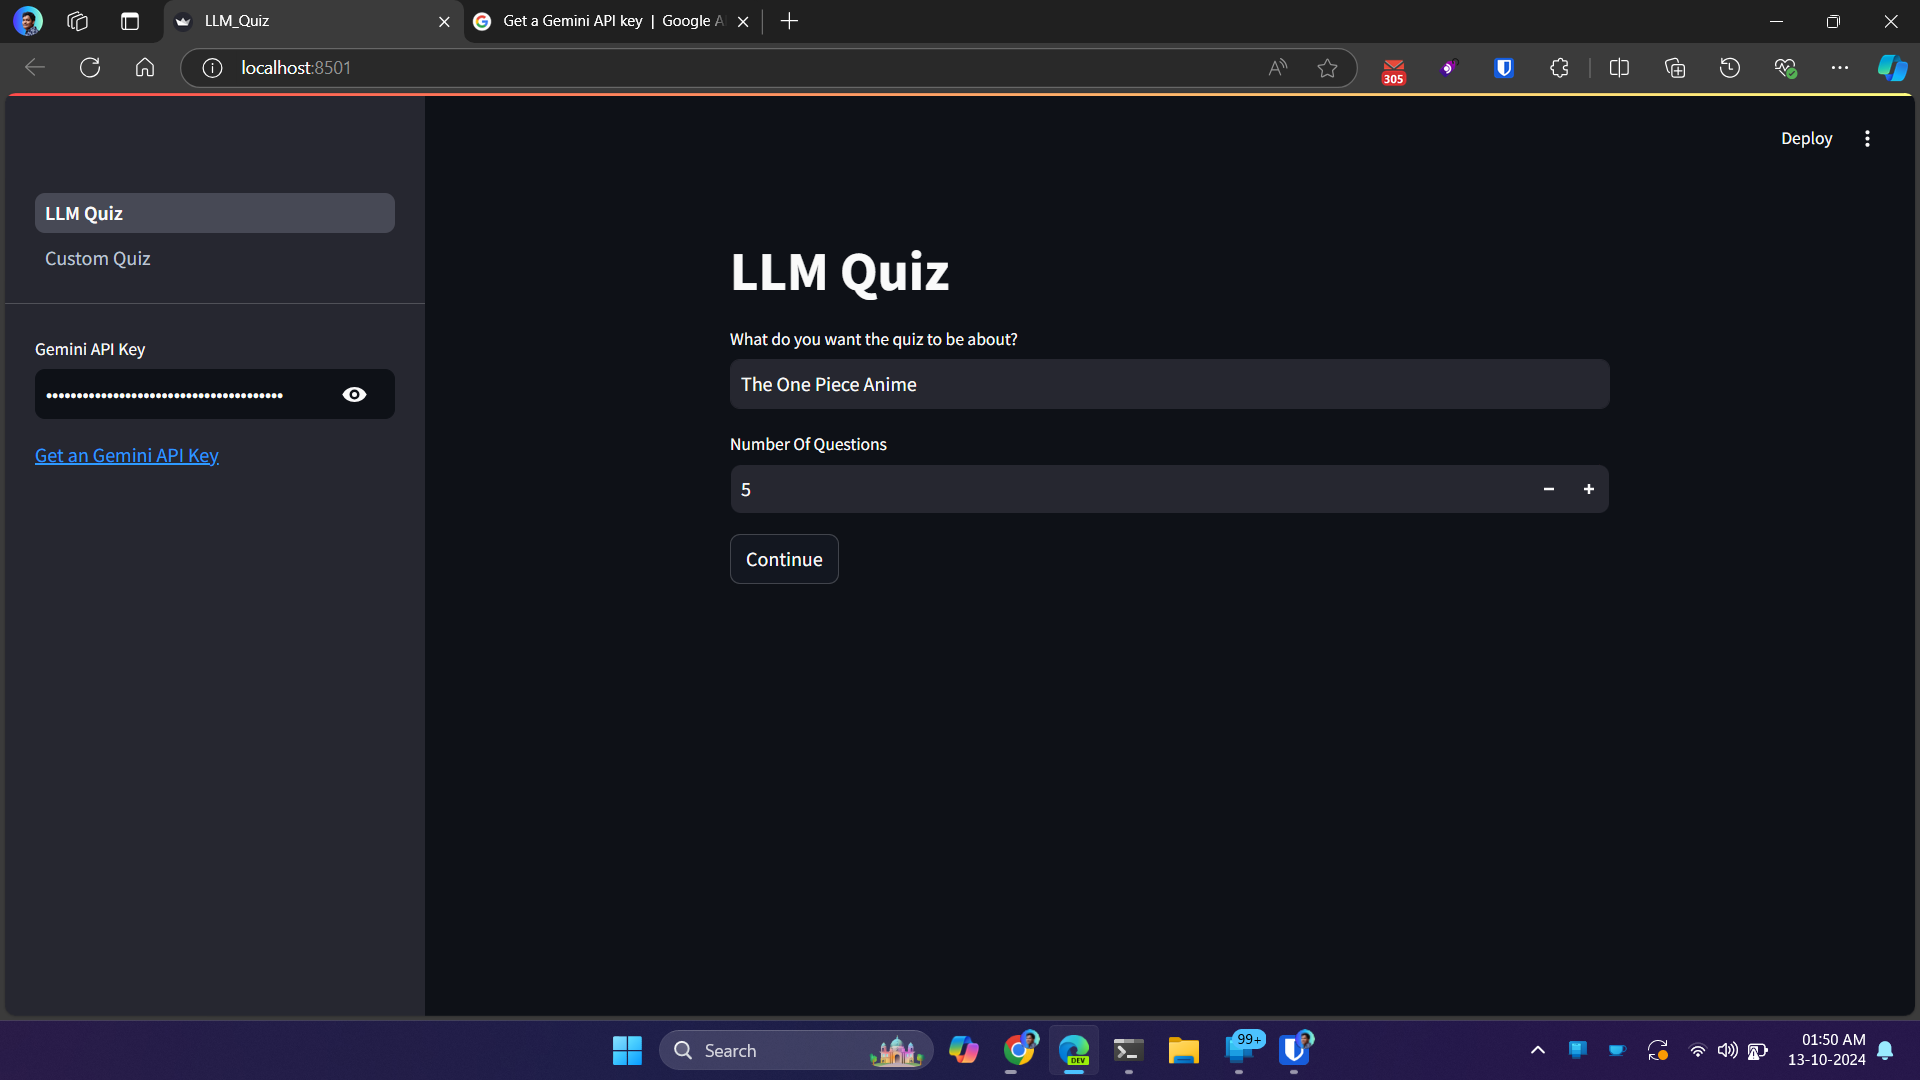 LLM_Quiz
Get a Gemini API key | Google A
localhost:8501
305
Deploy
LLM Quiz
Custom Quiz
Gemini API Key
Get an Gemini API Key
LLM Quiz
What do you want the quiz to be about?
The One Piece Anime
Number Of Questions
5
Continue
Search
DEV
99+
01:50 AM
13-10-2024